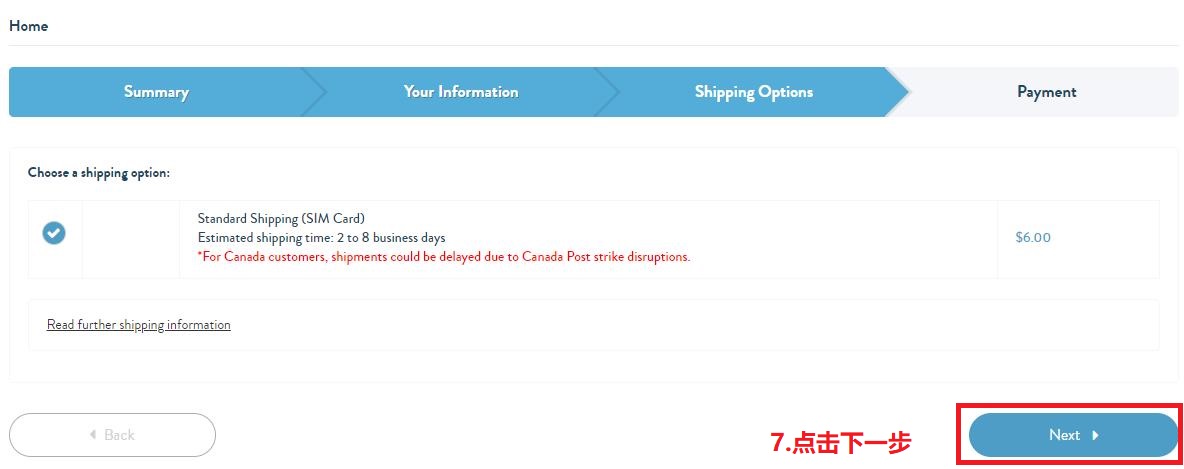 Home
Summary
Your Information
Shipping Options
Payment
Choose a shipping option:
Standard Shipping (SIM Card)
Estimated shipping time: 2 to 8 business days
$6.00
*For Canada customers, shipments could be delayed due to Canada Post strike disruptions.
Read further shipping information
Back
7.点击下一步
Next